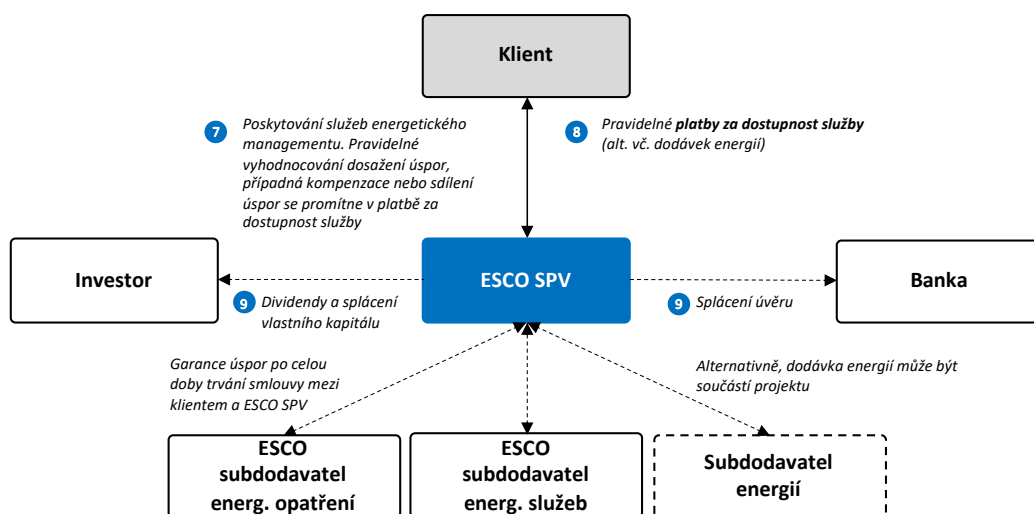 Klient
7
Poskytování služeb energetického
managementu. Pravidelné
vyhodnocování dosažení úspor,
případná kompenzace nebo sdílení
úspor se promítne v platbě za
dostupnost služby
8
Pravidelné platby za dostupnost služby
(alt. vč. dodávek energií)
Investor
ESCO SPV
Banka
9
Dividendy a splácení
vlastního kapitálu
9
Splácení úvěru
Garance úspor po celou
doby trvání smlouvy mezi
klientem a ESCO SPV
Alternativně, dodávka energií může být
součástí projektu
ESCO
subdodavatel
energ. opatření
ESCO
subdodavatel
energ. služeb
Subdodavatel
energií